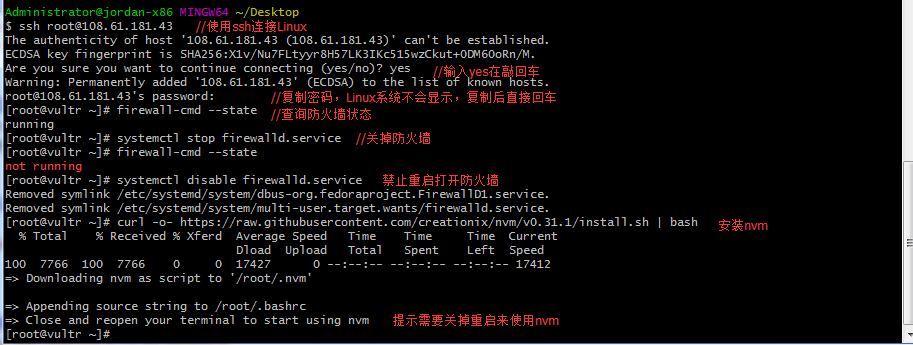 Administrator@jordan-x86 MINGW64 ~/Desktop
$ ssh root@108.61.181.43 //使用ssh连接Linux
The authenticity of host '108.61.181.43 (108.61.181.43)' can't be established.
ECDSA key fingerprint is SHA256:X1v/Nu7FLtyyr8H57LK3IKc515wzCkut+ODM6OoRn/M.
Are you sure you want to continue connecting (yes/no)? yes //输入yes在敲回车
Warning: Permanently added '108.61.181.43' (ECDSA) to the list of known hosts.
root@108.61.181.43's password: //复制密码，Linux系统不会显示，复制后直接回车
[root@vultr ~]# firewall-cmd --state //查询防火墙状态
running
[root@vultr ~]# systemctl stop firewalld.service //关掉防火墙
[root@vultr ~]# firewall-cmd --state
not running
[root@vultr ~]# systemctl disable firewalld.service 禁止重启打开防火墙
Removed symlink /etc/systemd/system/dbus-org.fedoraproject.FirewallD1.service.
Removed symlink /etc/systemd/system/multi-user.target.wants/firewalld.service.
[root@vultr ~]# curl -o- https://raw.githubusercontent.com/creationix/nvm/v0.31.1/install.sh | bash 安装nvm
% Total % Received % Xferd Average Speed Time Time Time Current
Dload Upload Total Spent Left Speed
100 7766 100 7766 0 0 17427 0 --:--:-- --:--:-- --:--:-- 17412
=> Downloading nvm as script to '/root/.nvm'
=> Appending source string to /root/.bashrc
=> Close and reopen your terminal to start using nvm 提示需要关掉重启来使用nvm
[root@vultr ~]#